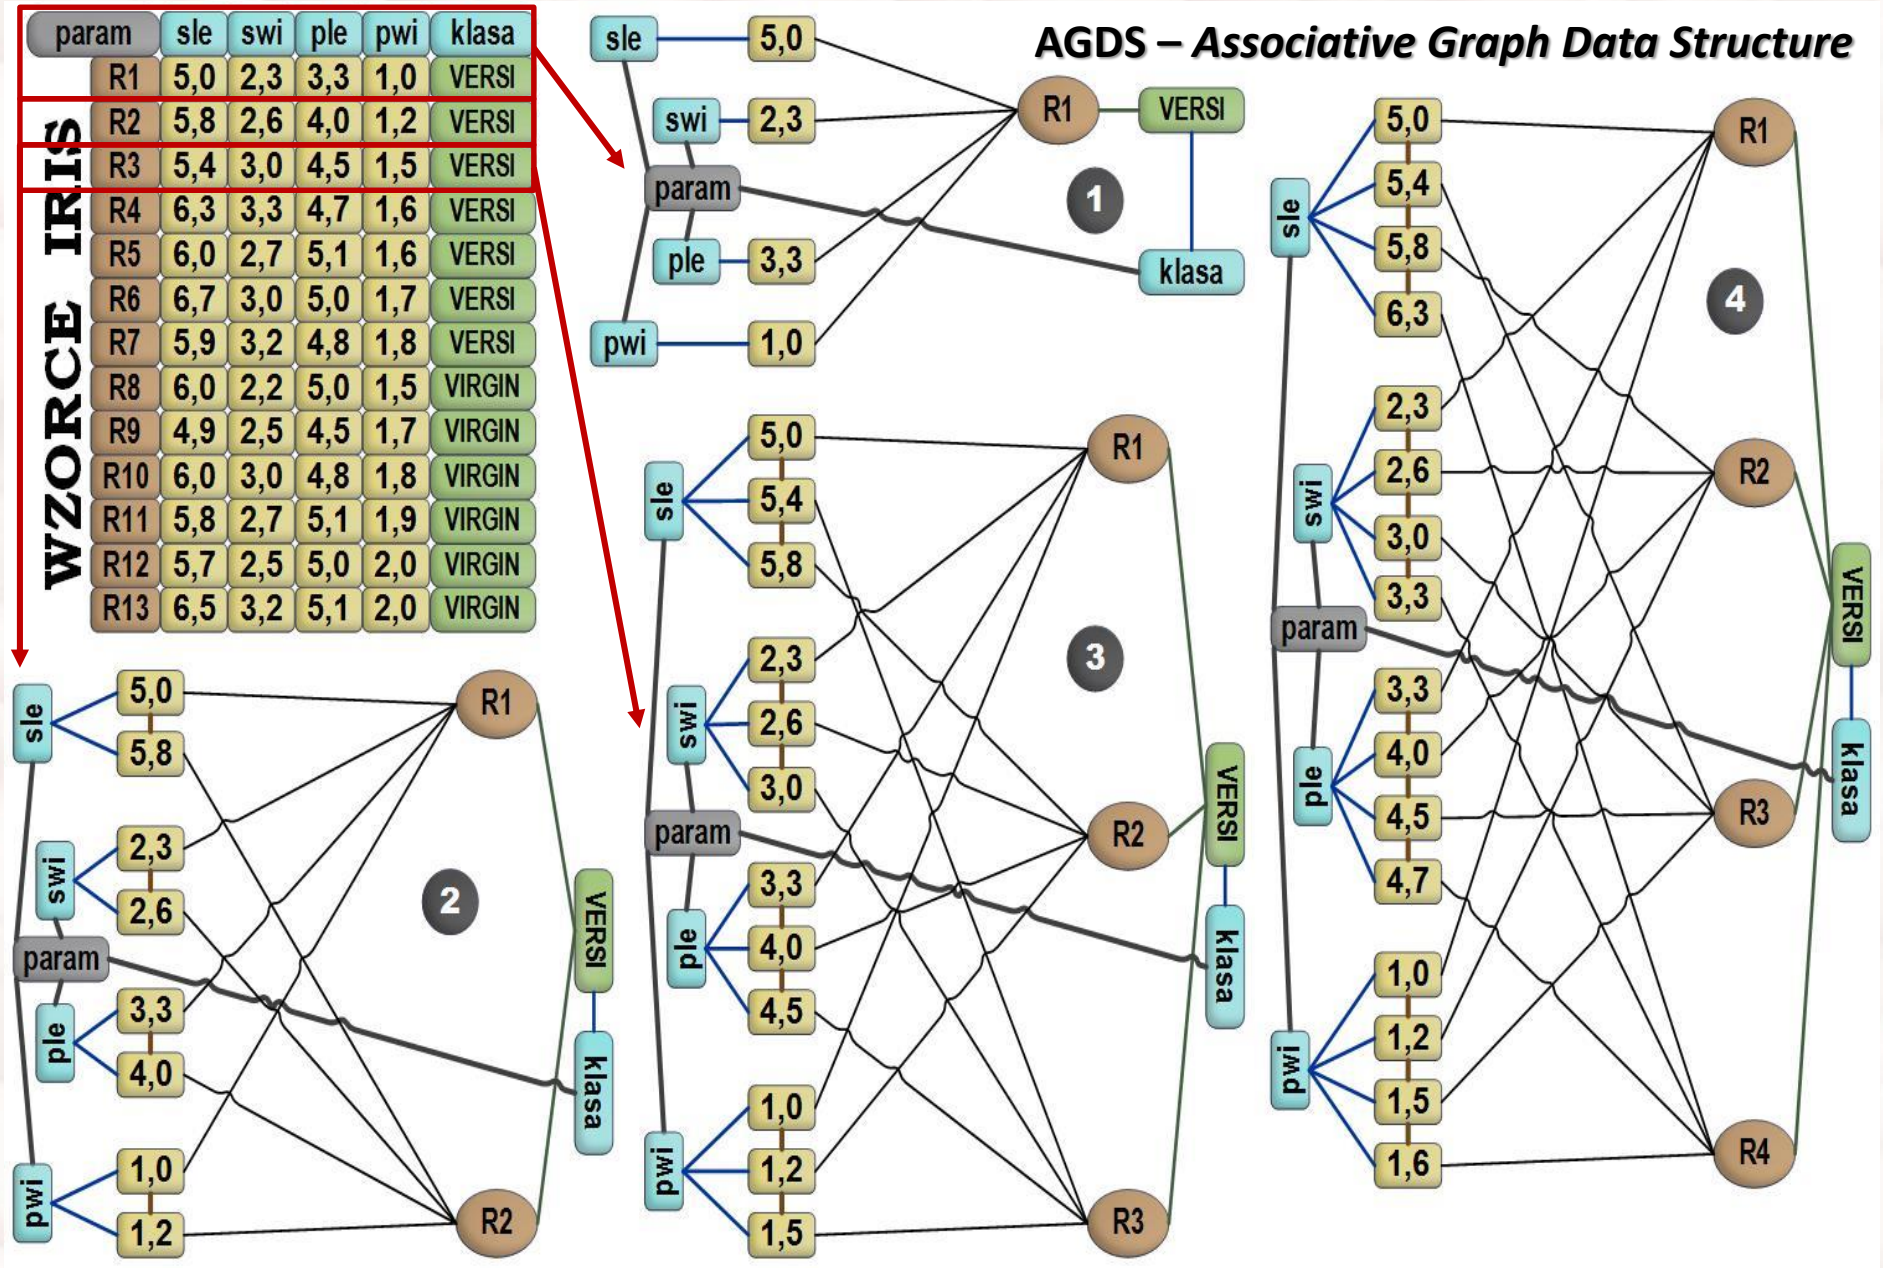 AGDS – Associative Graph Data Structure
WZORCE IRIS
param sle swi ple pwi klasa
R1 5,0 2,3 3,3 1,0 VERSI
R2 5,8 2,6 4,0 1,2 VERSI
R3 5,4 3,0 4,5 1,5 VERSI
R4 6,3 3,3 4,7 1,6 VERSI
R5 6,0 2,7 5,1 1,6 VERSI
R6 6,7 3,0 5,0 1,7 VERSI
R7 5,9 3,2 4,8 1,8 VERSI
R8 6,0 2,2 5,0 1,5 VIRGIN
R9 4,9 2,5 4,5 1,7 VIRGIN
R10 6,0 3,0 4,8 1,8 VIRGIN
R11 5,8 2,7 5,1 1,9 VIRGIN
R12 5,7 2,5 5,0 2,0 VIRGIN
R13 6,5 3,2 5,1 2,0 VIRGIN
sle 5,0
swi 2,3 R1 VERSI
param 1
ple 3,3 klasa
pwi 1,0
sle
5,0
5,8
swi
2,3
2,6
param
ple
3,3
4,0
pwi
1,0
1,2
R1
2
R2
VERSI
klasa
sle
5,0
5,4
5,8
swi
2,3
2,6
3,0
param
ple
3,3
4,0
4,5
pwi
1,0
1,2
1,5
R1
3
R2
R3
VERSI
klasa
sle
5,0
5,4
5,8
6,3
swi
2,3
2,6
3,0
3,3
param
ple
3,3
4,0
4,5
4,7
pwi
1,0
1,2
1,5
1,6
R1
4
R2
R3
R4
VERSI
klasa